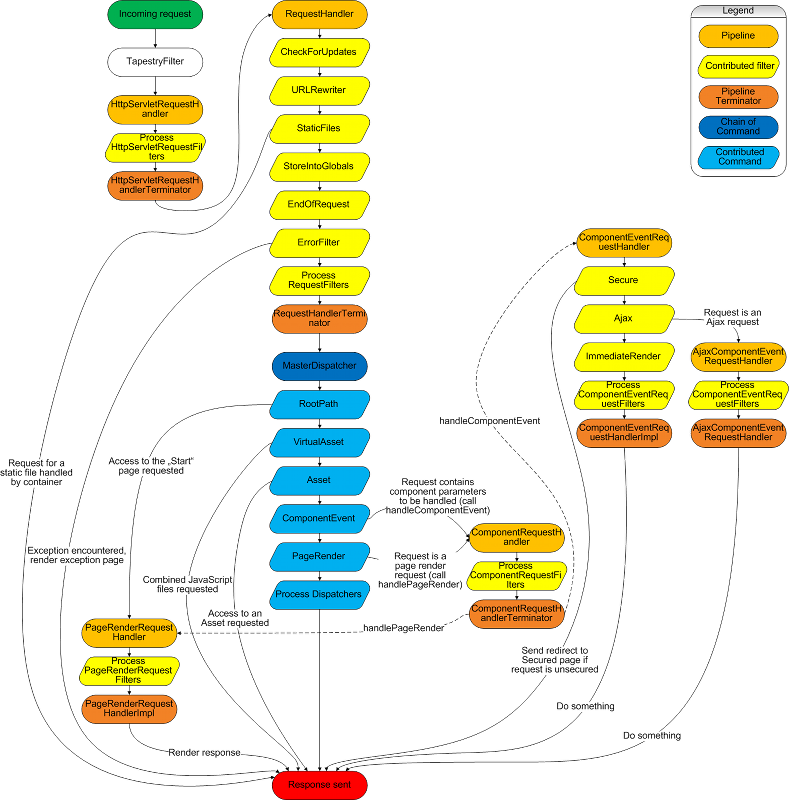 Incoming request
TapestryFilter
HttpServletRequestH
andler
Process
HttpServletRequestFil
ters
HttpServletRequestH
andlerTerminator
RequestHandler
CheckForUpdates
URLRewriter
StaticFiles
StoreIntoGlobals
EndOfRequest
ErrorFilter
Process
RequestFilters
RequestHandlerTermi
nator
MasterDispatcher
RootPath
VirtualAsset
Asset
ComponentEvent
PageRender
Process Dispatchers
Legend
Pipeline
Contributed filter
Pipeline
Terminator
Chain of
Command
Contributed
Command
ComponentEventReq
uestHandler
Secure
Ajax
ImmediateRender
Process
ComponentEventReq
uestFilters
ComponentEventReq
uestHandlerImpl
Request is an
Ajax request
AjaxComponentEvent
RequestHandler
Process
ComponentEventReq
uestFilters
AjaxComponentEvent
RequestHandler
handleComponentEvent
Request for a
static file handled
by container
Access to the „Start"
page requested
Request contains
component parameters
to be handled (call
handleComponentEvent)
Request is a
page render
request (call
handlePageRender)
ComponentRequestH
andler
Process
ComponentRequestFi
lters
ComponentRequestH
andlerTerminator
Exception encountered,
render exception page
Combined JavaScript
files requested
Access to an
Asset requested
handlePageRender
PageRenderRequest
Handler
Process
PageRenderRequest
Filters
PageRenderRequest
HandlerImpl
Render response
Send redirect to
Secured page if
request is unsecured
Do something
Do something
Response sent